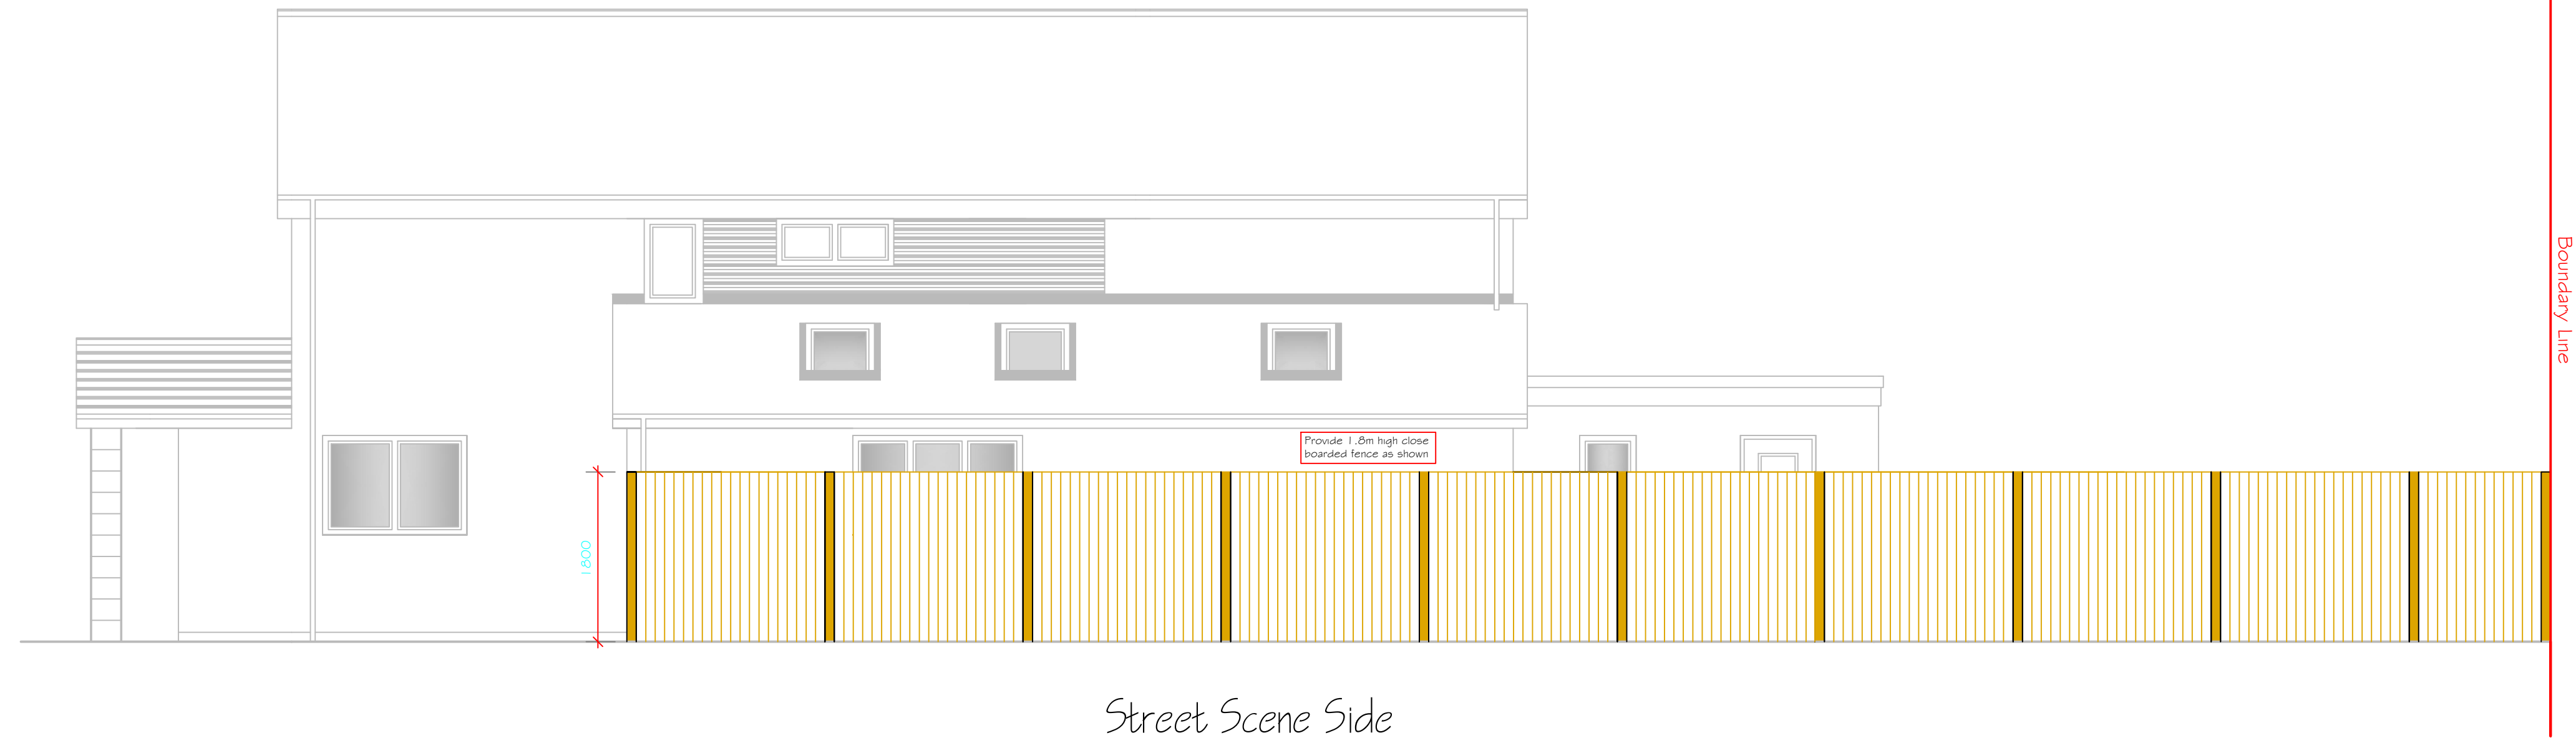 Boundary Line
Provide 1.8m high close
boarded fence as shown
1800
Street Scene Side